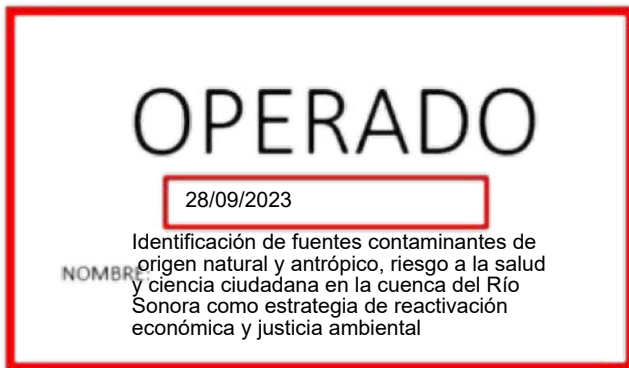 OPERADO
28/09/2023
NOMBRE:
Identificación de fuentes contaminantes de
origen natural y antrópico, riesgo a la salud
y ciencia ciudadana en la cuenca del Río
Sonora como estrategia de reactivación
económica y justicia ambiental